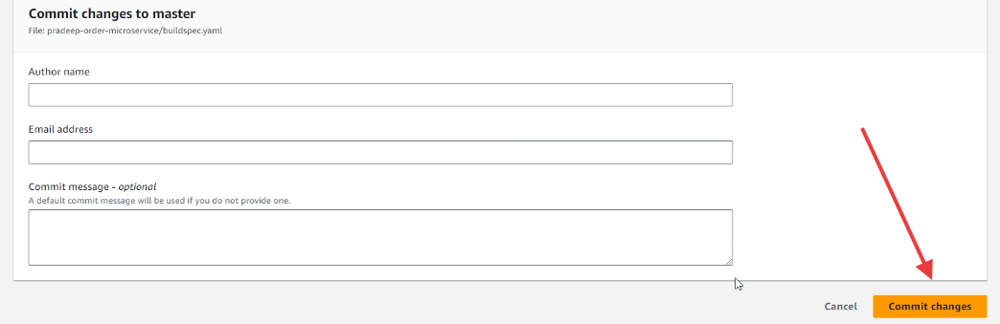 Commit changes to master
File: pradeep-order-microservice/buildspec.yaml
Author name
Email address
Commit message - optional
A default commit message will be used if you do not provide one.
Cancel
Commit changes